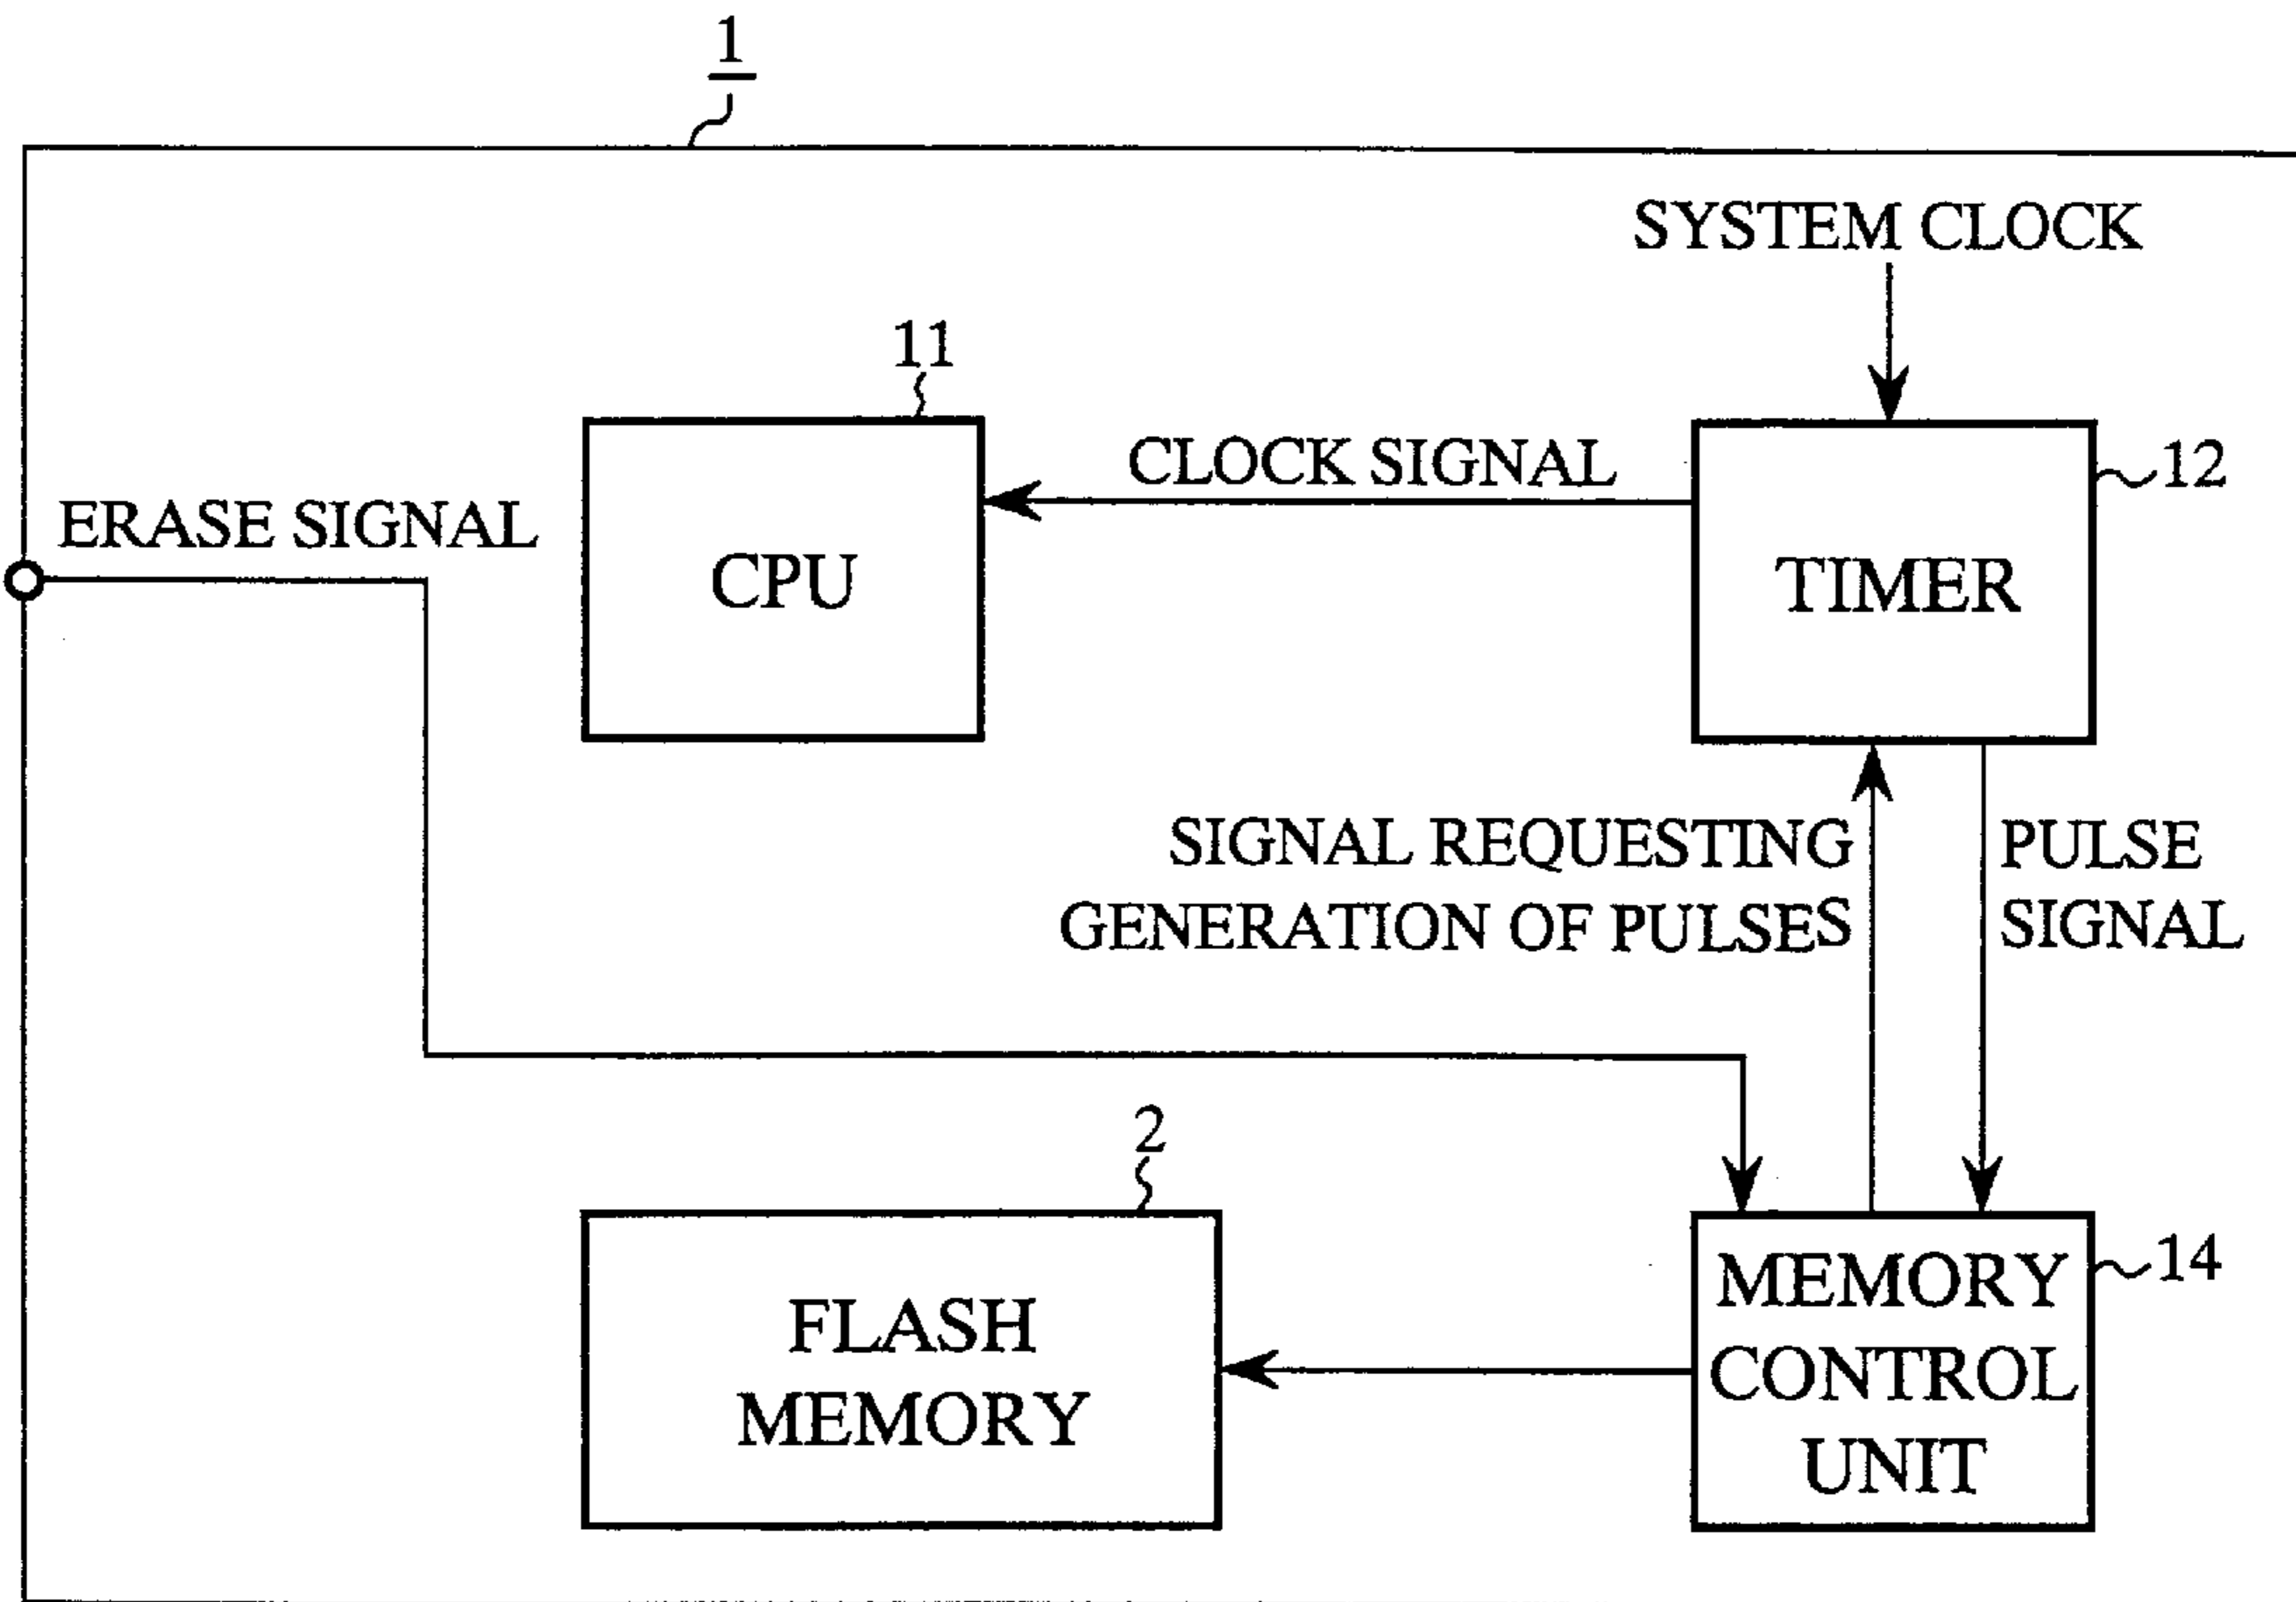 1
SYSTEM CLOCK
11
CLOCK SIGNAL
12
ERASE SIGNAL
CPU
TIMER
SIGNAL REQUESTING
GENERATION OF PULSES
PULSE
SIGNAL
2
14
FLASH
MEMORY
MEMORY
CONTROL
UNIT